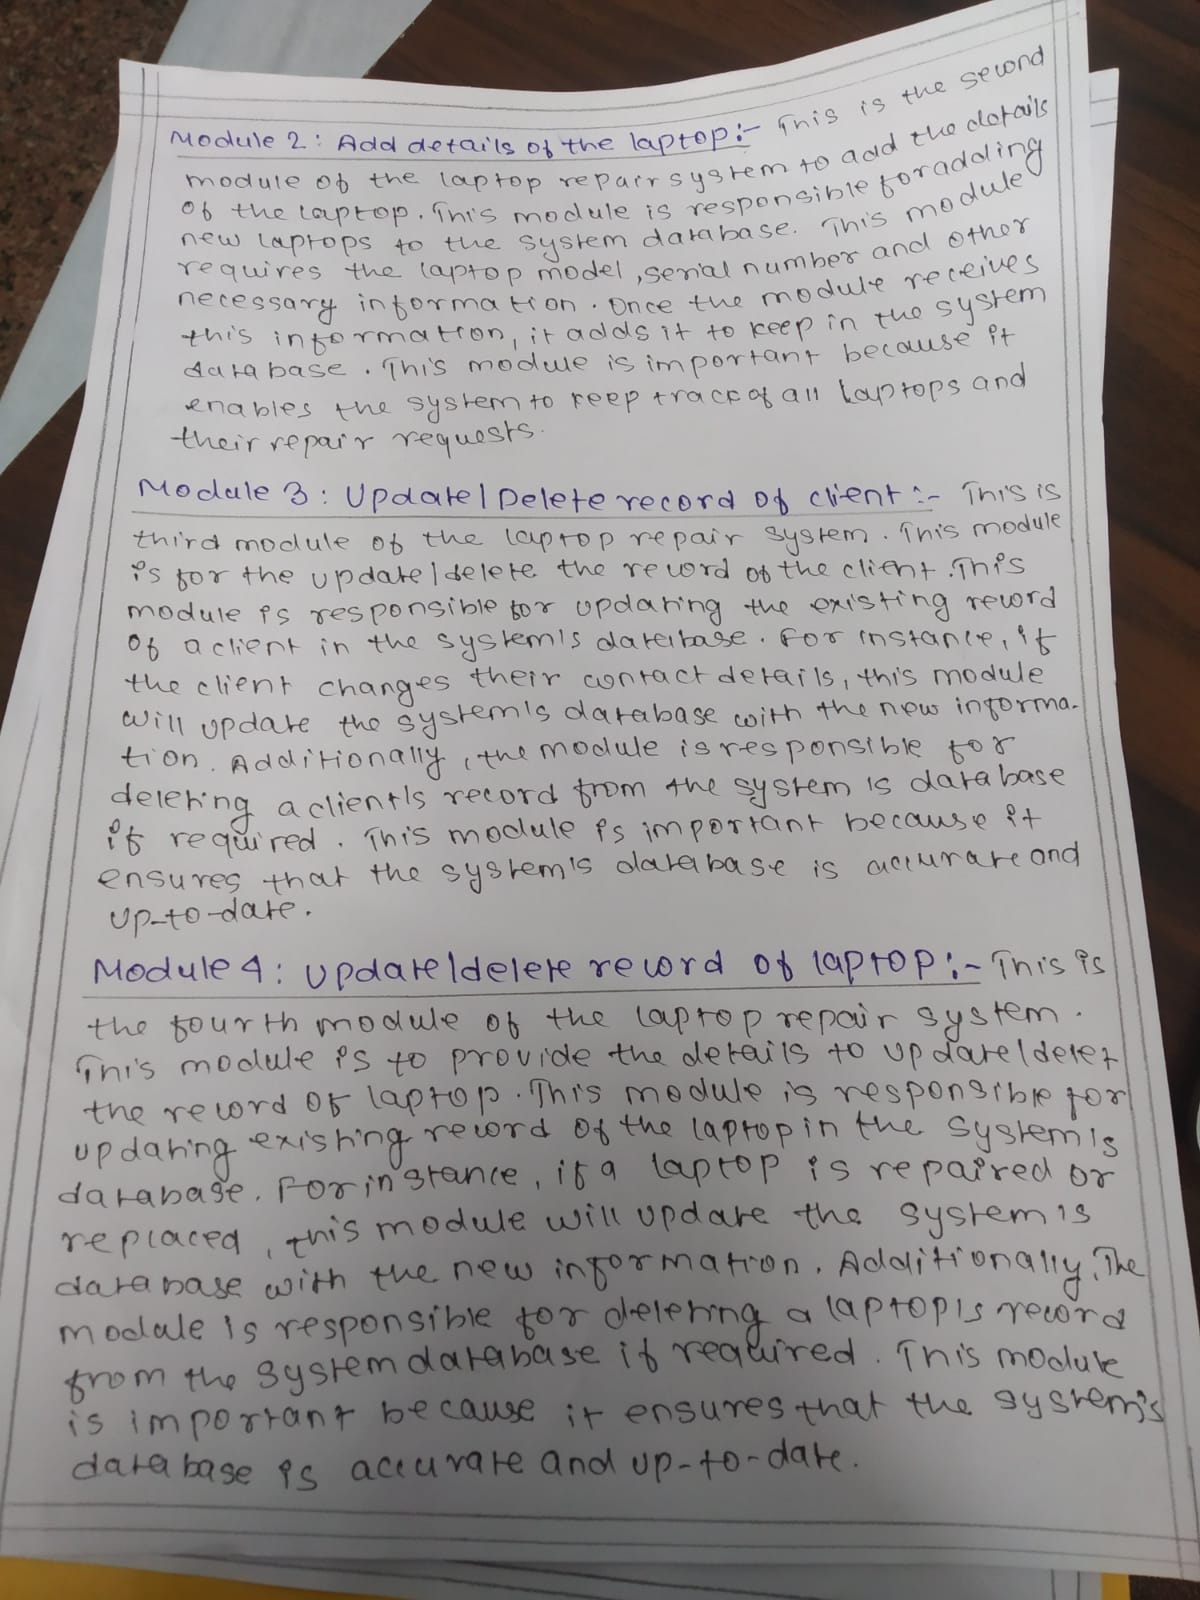 Module 2 : Add details of the laptop:- This is the second
module of the laptop repair system to add the details
of the laptop. This module is responsible for adding
new laptops to the system database. This module
requires the laptop model, serial number and other
necessary information. Once the module receives
this information, it adds it to keep in the system
database. This module is important because it
enables the system to keep track of all laptops and
their repair requests.
Module 3 : Update/Delete record of client :- This is
third module of the laptop repair system. This module
is for the update/delete the record of the client. This
module is responsible for updating the existing record
of a client in the system's database. For instance, if
the client changes their contact details, this module
will update the system's database with the new informa-
tion. Additionally, the module is responsible for
deleting a client's record from the system's database
if required. This module is important because it
ensures that the system's database is accurate and
up-to-date.
Module 4 : Update/delete record of laptop:- This is
the fourth module of the laptop repair system.
This module is to provide the details to update/delet
the record of laptop. This module is responsible for
updating existing record of the laptop in the system's
database. For instance, if a laptop is repaired or
replaced, this module will update the system's
database with the new information. Additionally, The
module is responsible for deleting a laptop's record
from the system database if required. This module
is important because it ensures that the system's
database is accurate and up-to-date.